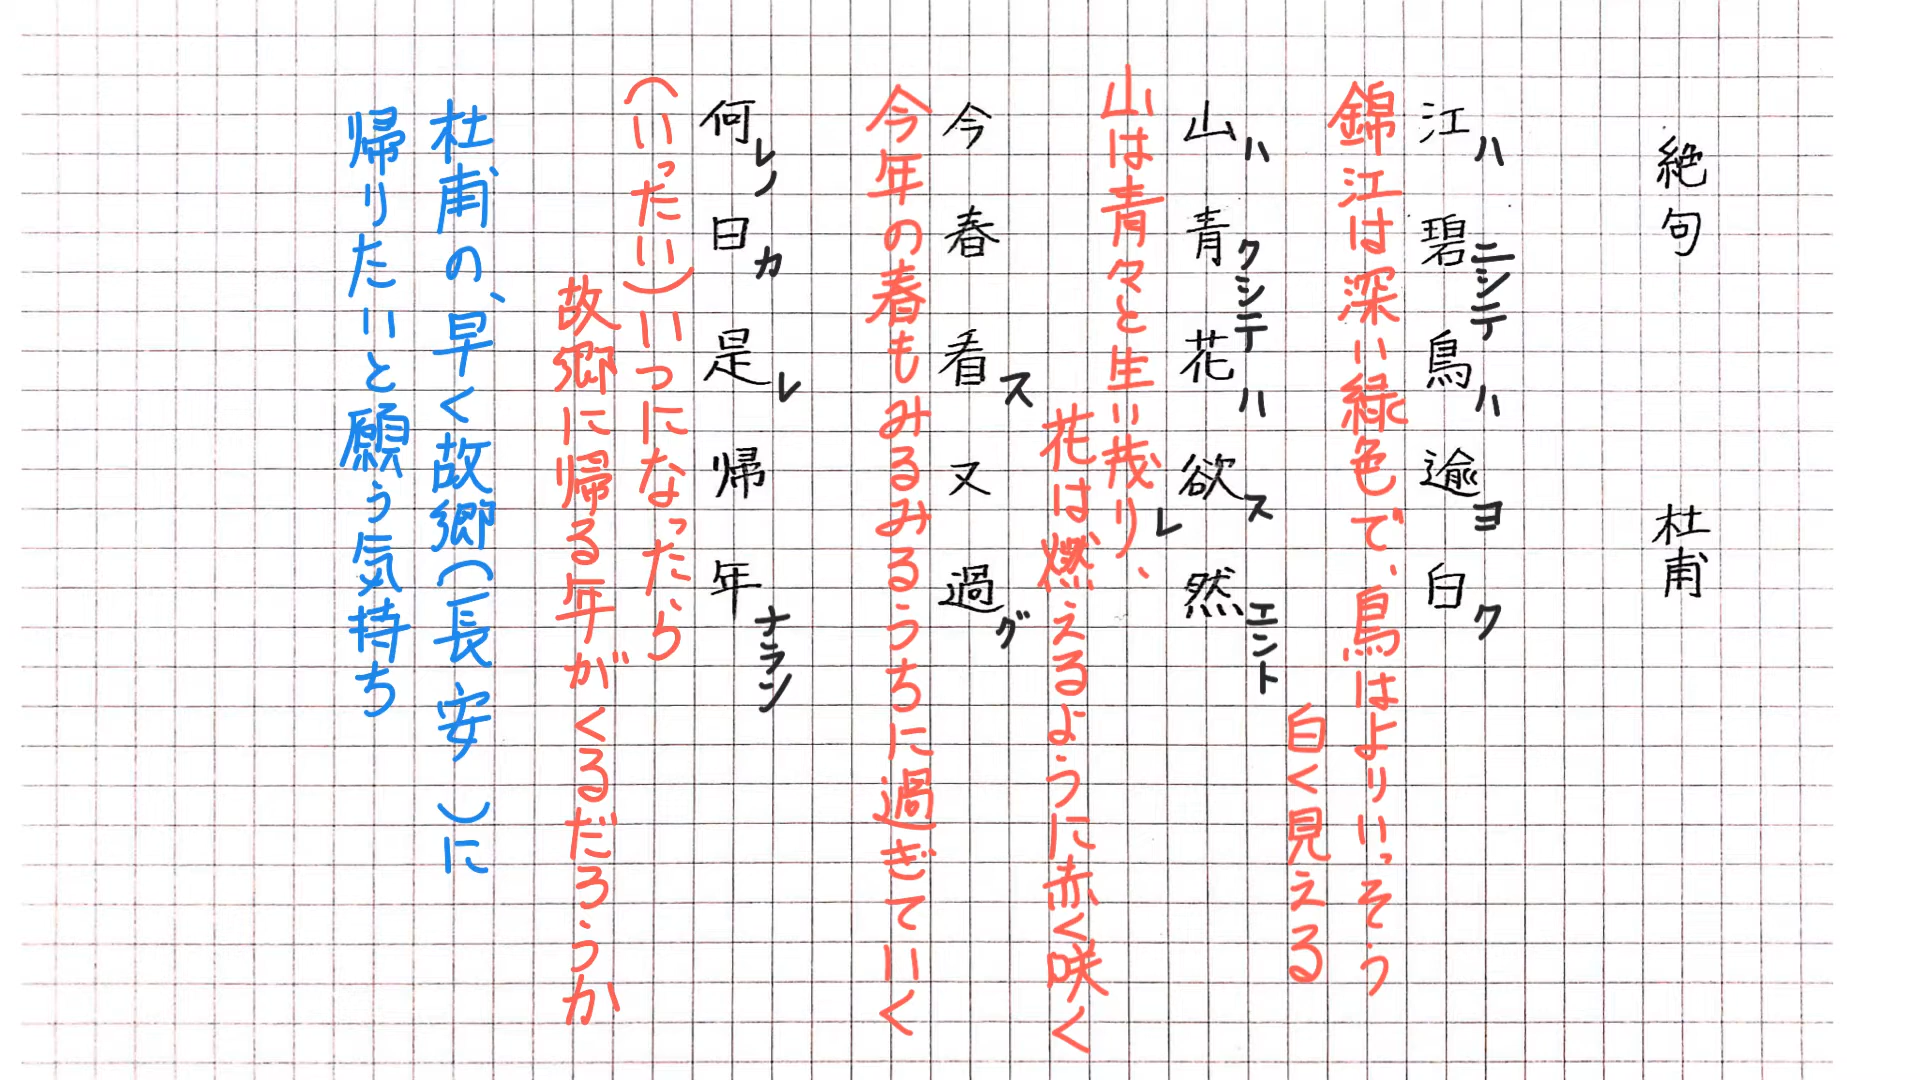 絶句 杜甫
江ハ碧ニシテ鳥ハ逾ヨ白ク
錦江は深い緑色で、鳥はよりいっそう
白く見える
山ハ青クシテ花ハ欲スレ然エント
山は青々と生い茂り、
花は燃えるように赤く咲く
今春看ス又過グ
今年の春もみるみるうちに過ぎていく
何レノ日カ是レ帰年ナラン
(いったい)いつになったら
故郷に帰る年がくるだろうか
杜甫の、早く故郷(長安)に
帰りたいと願う気持ち